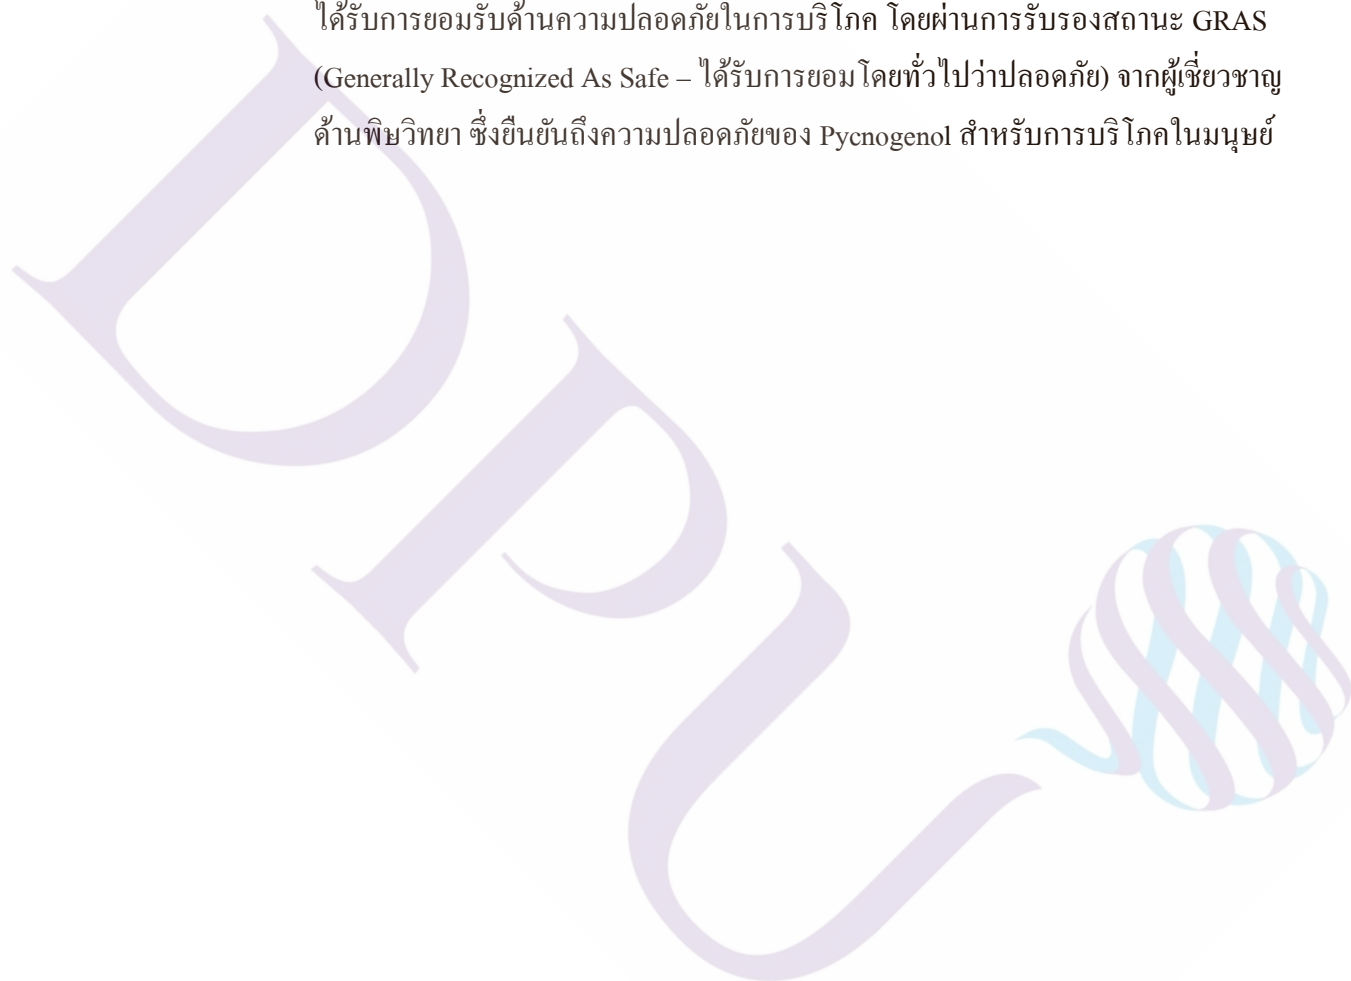 ได้รับการยอมรับด้านความปลอดภัยในการบริโภค โดยผ่านการรับรองสถานะ GRAS
(Generally Recognized As Safe – ได้รับการยอมโดยทั่วไปว่าปลอดภัย) จากผู้เชี่ยวชาญ
ด้านพิษวิทยา ซึ่งยืนยันถึงความปลอดภัยของ Pycnogenol สำหรับการบริโภคในมนุษย์
DPU